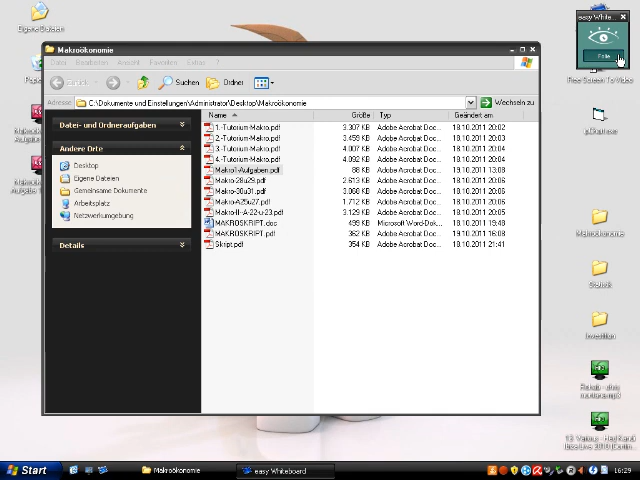 Eigene Dateien
easy White...
Folie
Free Screen To Video
Makroökonomie
Datei Bearbeiten Ansicht Favoriten Extras ?
Zurück Suchen Ordner
Adresse C:\Dokumente und Einstellungen\Administrator\Desktop\Makroökonomie Wechseln zu
Datei- und Ordneraufgaben
Andere Orte
Desktop
Eigene Dateien
Gemeinsame Dokumente
Arbeitsplatz
Netzwerkumgebung
Details
Name Größe Typ Geändert am
1.-Tutorium-Makro.pdf 3.307 KB Adobe Acrobat Doc... 18.10.2011 20:02
2.-Tutorium-Makro.pdf 3.459 KB Adobe Acrobat Doc... 18.10.2011 20:03
3.-Tutorium-Makro.pdf 4.007 KB Adobe Acrobat Doc... 18.10.2011 20:04
4.-Tutorium-Makro.pdf 4.092 KB Adobe Acrobat Doc... 18.10.2011 20:04
Makro1-Aufgaben.pdf 88 KB Adobe Acrobat Doc... 19.10.2011 13:08
Makro-28u29.pdf 2.613 KB Adobe Acrobat Doc... 18.10.2011 20:06
Makro-30u31.pdf 3.068 KB Adobe Acrobat Doc... 18.10.2011 20:06
Makro-A25u27.pdf 1.712 KB Adobe Acrobat Doc... 18.10.2011 20:06
Makro-II-A-22-u-23.pdf 3.129 KB Adobe Acrobat Doc... 18.10.2011 20:05
MAKROSKRIPT.doc 499 KB Microsoft Word-Dok... 18.10.2011 19:48
MAKROSKRIPT.pdf 362 KB Adobe Acrobat Doc... 19.10.2011 16:08
Skript.pdf 354 KB Adobe Acrobat Doc... 18.10.2011 21:41
Makroökonomie
Statistik
Investition
Start Makroökonomie easy Whiteboard 16:29